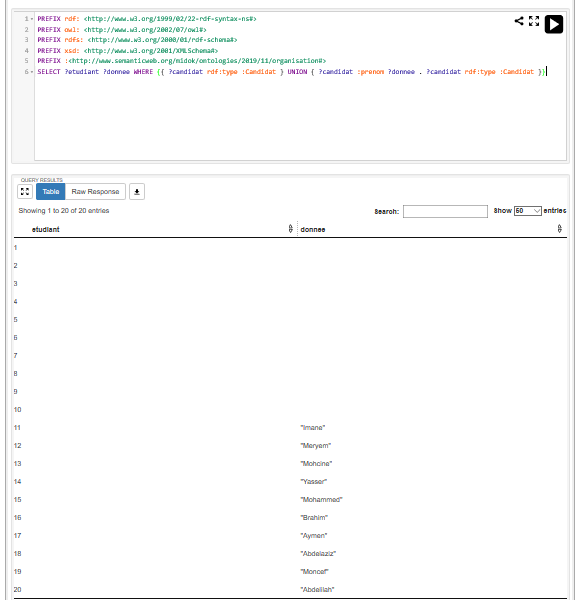 1 PREFIX rdf: <http://www.w3.org/1999/02/22-rdf-syntax-ns#>
2 PREFIX owl: <http://www.w3.org/2002/07/owl#>
3 PREFIX rdfs: <http://www.w3.org/2000/01/rdf-schema#>
4 PREFIX xsd: <http://www.w3.org/2001/XMLSchema#>
5 PREFIX :<http://www.semanticweb.org/midok/ontologies/2019/11/organisation#>
6 SELECT ?etudiant ?donnee WHERE {{ ?candidat rdf:type :Candidat } UNION { ?candidat :prenom ?donnee . ?candidat rdf:type :Candidat }}
QUERY RESULTS
Table Raw Response
Showing 1 to 20 of 20 entries Search: Show 50 entries
etudiant donnee
1
2
3
4
5
6
7
8
9
10
11 "Imane"
12 "Meryem"
13 "Mohcine"
14 "Yasser"
15 "Mohammed"
16 "Brahim"
17 "Aymen"
18 "Abdelaziz"
19 "Moncef"
20 "Abdelilah"